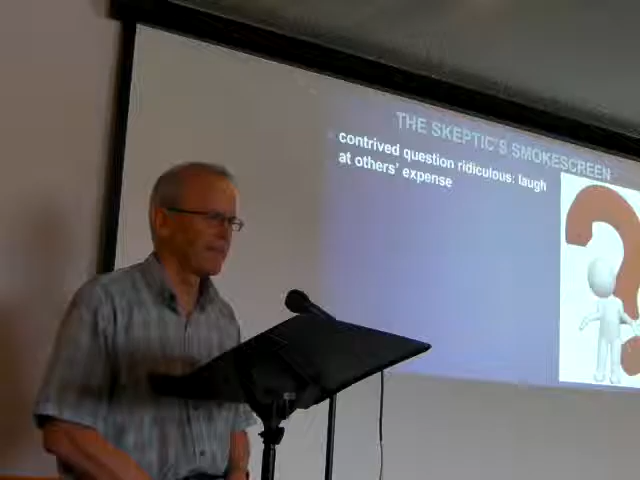 THE SKEPTIC'S SMOKESCREEN
contrived question ridiculous: laugh
at others' expense